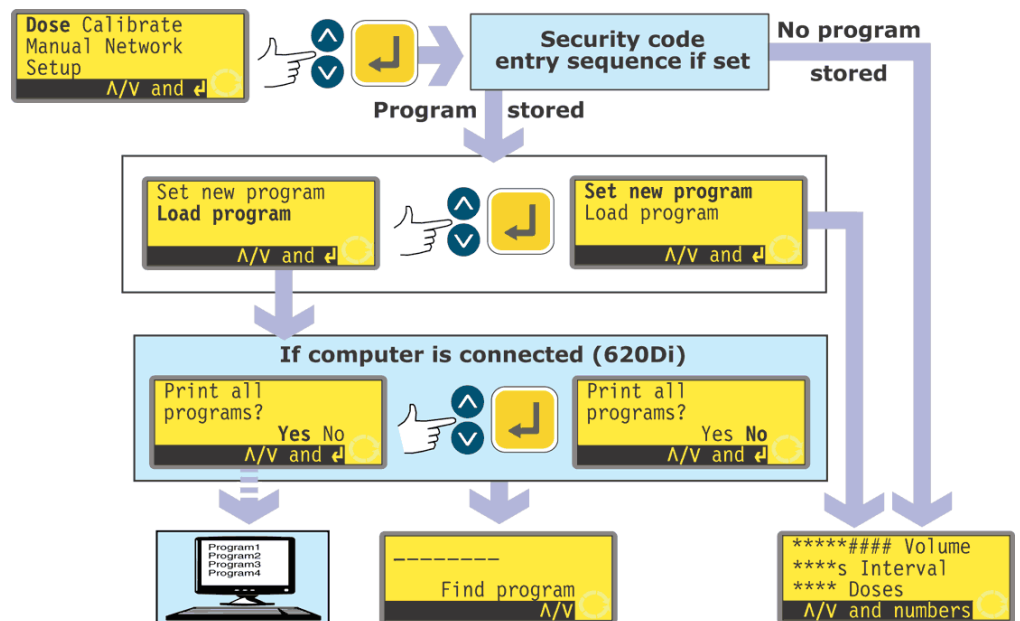 Dose Calibrate
Manual Network
Setup
∧/∨ and ↲
Security code
entry sequence if set
No program
stored
Program stored
Set new program
Load program
∧/∨ and ↲
Set new program
Load program
∧/∨ and ↲
If computer is connected (620Di)
Print all
programs?
Yes No
∧/∨ and ↲
Print all
programs?
Yes No
∧/∨ and ↲
Program1
Program2
Program3
Program4
_ _ _ _ _ _ _ _
Find program
∧/∨
*****#### Volume
****s Interval
**** Doses
∧/∨ and numbers